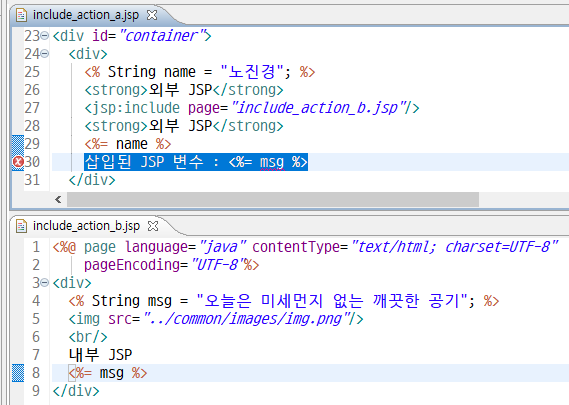 include_action_a.jsp
23 <div id="container">
24 <div>
25 <% String name = "노진경"; %>
26 <strong>외부 JSP</strong>
27 <jsp:include page="include_action_b.jsp"/>
28 <strong>외부 JSP</strong>
29 <%= name %>
30 삽입된 JSP 변수 : <%= msg %>
31 </div>
include_action_b.jsp
1 <%@ page language="java" contentType="text/html; charset=UTF-8"
2 pageEncoding="UTF-8"%>
3 <div>
4 <% String msg = "오늘은 미세먼지 없는 깨끗한 공기"; %>
5 <img src="../common/images/img.png"/>
6 <br/>
7 내부 JSP
8 <%= msg %>
9 </div>